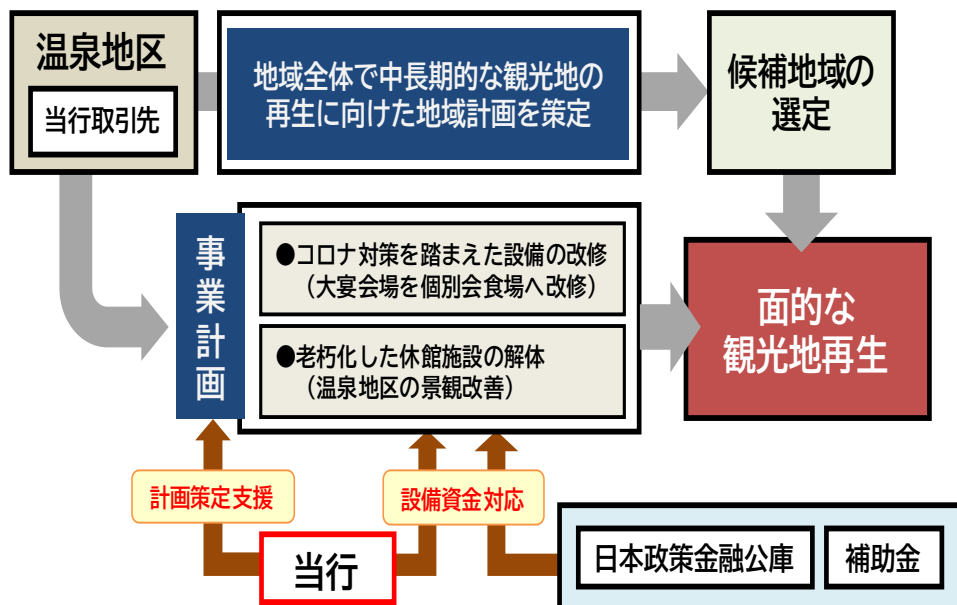 温泉地区
当行取引先
地域全体で中長期的な観光地の
再生に向けた地域計画を策定
候補地域の
選定
事業計画
●コロナ対策を踏まえた設備の改修
（大宴会場を個別会食場へ改修）
●老朽化した休館施設の解体
（温泉地区の景観改善）
面的な
観光地再生
計画策定支援
設備資金対応
当行
日本政策金融公庫
補助金